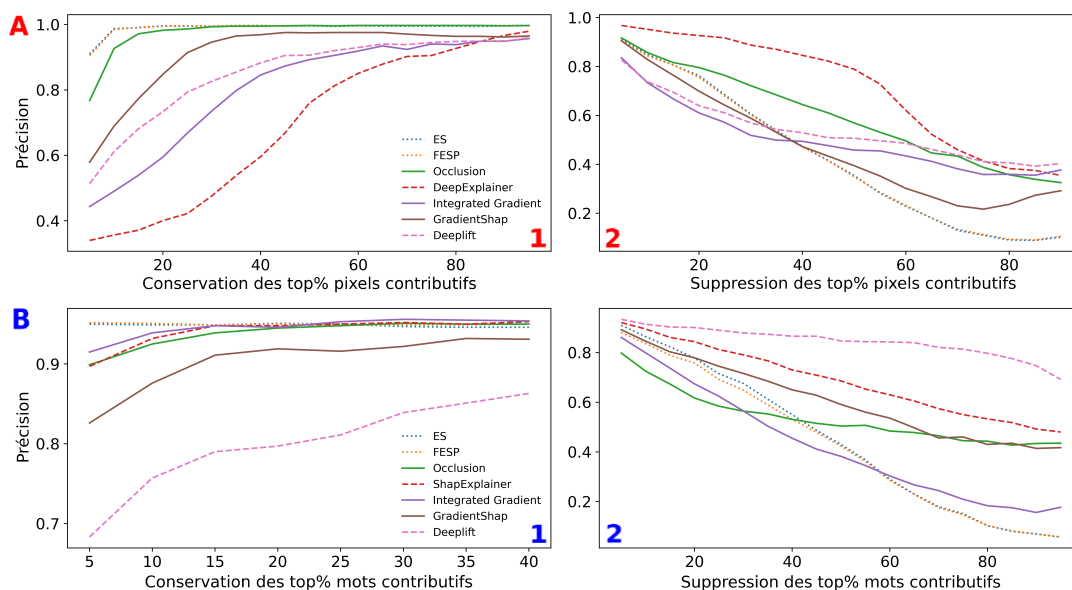 A
Précision
1.0
0.8
0.6
0.4
20
40
60
80
Conservation des top% pixels contributifs
ES
FESP
Occlusion
DeepExplainer
Integrated Gradient
GradientShap
Deeplift
1
1.0
0.8
0.6
0.4
0.2
20
40
60
80
Suppression des top% pixels contributifs
2
B
Précision
0.9
0.8
0.7
5
10
15
20
25
30
35
40
Conservation des top% mots contributifs
ES
FESP
Occlusion
ShapExplainer
Integrated Gradient
GradientShap
Deeplift
1
0.8
0.6
0.4
0.2
20
40
60
80
Suppression des top% mots contributifs
2